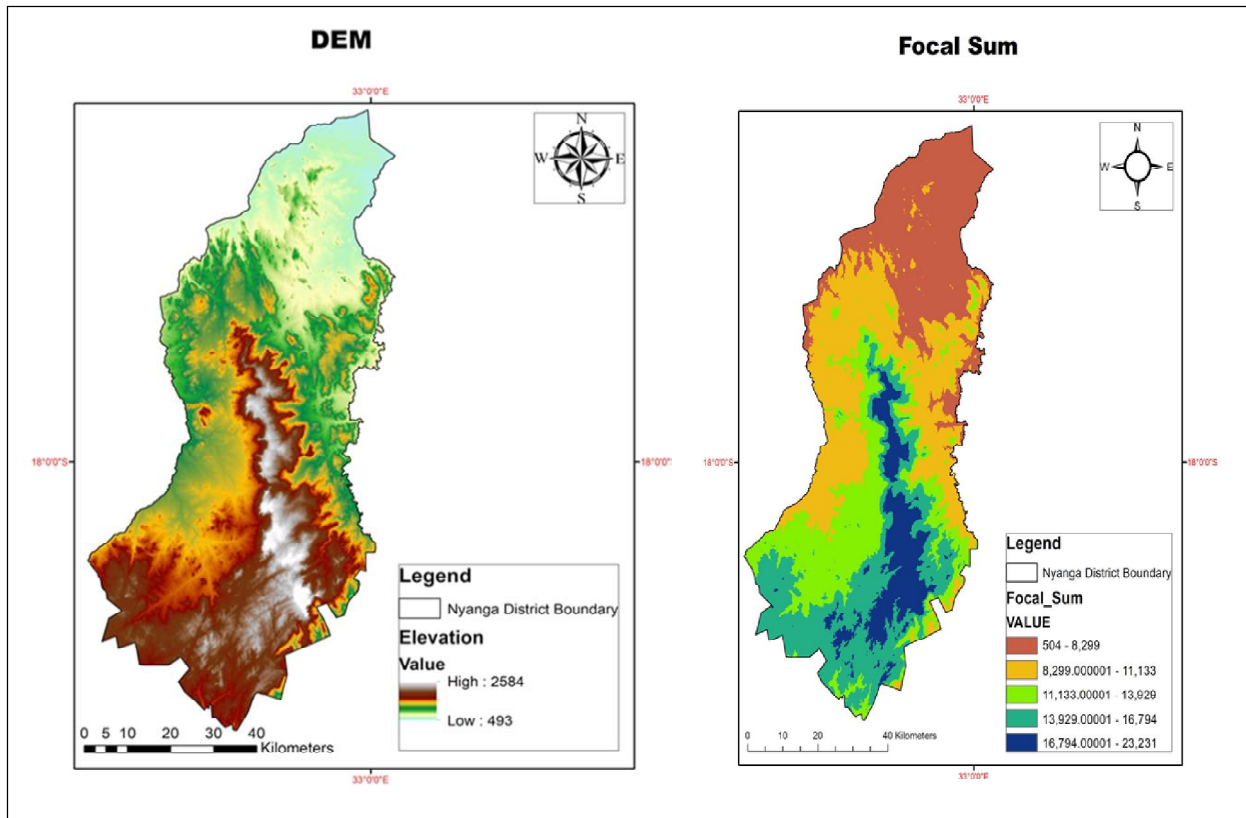 DEM
33°0'0"E
N
W E
S
18°0'0"S
18°0'0"S
Legend
Nyanga District Boundary
Elevation
Value
High : 2584
Low : 493
0 5 10 20 30 40
Kilometers
33°0'0"E
Focal Sum
33°0'0"E
N
W E
S
18°0'0"S
18°0'0"S
Legend
Nyanga District Boundary
Focal_Sum
VALUE
504 - 8,299
8,299.000001 - 11,133
11,133.00001 - 13,929
13,929.00001 - 16,794
16,794.00001 - 23,231
0 10 20 40 Kilometers
33°0'0"E